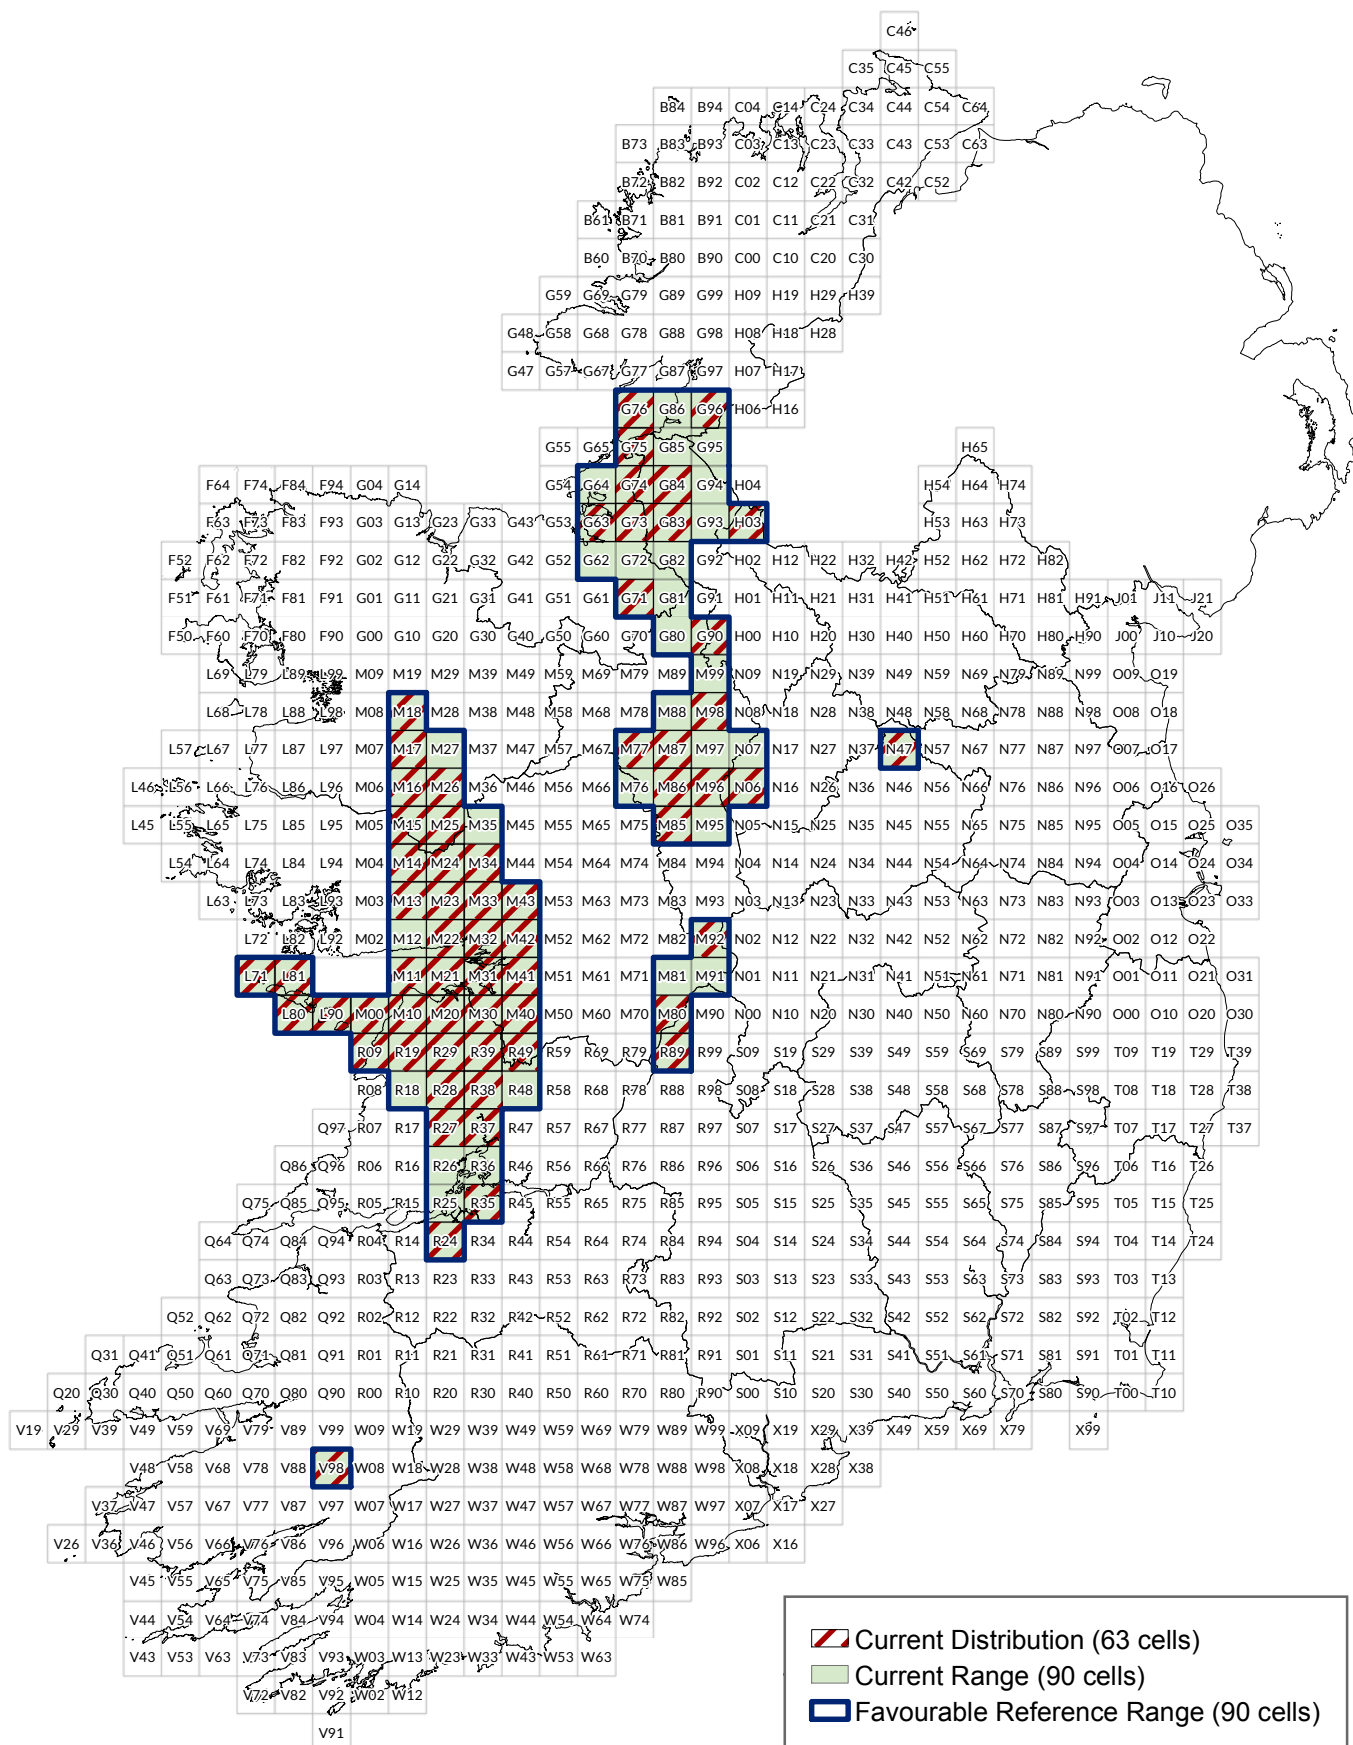 C46
C35 C45 C55
B84 B94 C04 C14 C24 C34 C44 C54 C64
B73 B83 B93 C03 C13 C23 C33 C43 C53 C63
B72 B82 B92 C02 C12 C22 C32 C42 C52
B61 B71 B81 B91 C01 C11 C21 C31
B60 B70 B80 B90 C00 C10 C20 C30
G59 G69 G79 G89 G99 H09 H19 H29 H39
G48 G58 G68 G78 G88 G98 H08 H18 H28
G47 G57 G67 G77 G87 G97 H07 H17
G76 G86 G96 H06 H16
G55 G65 G75 G85 G95 H65
F64 F74 F84 F94 G04 G14 G54 G64 G74 G84 G94 H04 H54 H64 H74
F63 F73 F83 F93 G03 G13 G23 G33 G43 G53 G63 G73 G83 G93 H03 H53 H63 H73
F52 F62 F72 F82 F92 G02 G12 G22 G32 G42 G52 G62 G72 G82 G92 H02 H12 H22 H32 H42 H52 H62 H72 H82
F51 F61 F71 F81 F91 G01 G11 G21 G31 G41 G51 G61 G71 G81 G91 H01 H11 H21 H31 H41 H51 H61 H71 H81 H91 J01 J11 J21
F50 F60 F70 F80 F90 G00 G10 G20 G30 G40 G50 G60 G70 G80 G90 H00 H10 H20 H30 H40 H50 H60 H70 H80 H90 J00 J10 J20
L69 L79 L89 L99 M09 M19 M29 M39 M49 M59 M69 M79 M89 M99 N09 N19 N29 N39 N49 N59 N69 N79 N89 N99 O09 O19
L68 L78 L88 L98 M08 M18 M28 M38 M48 M58 M68 M78 M88 M98 N08 N18 N28 N38 N48 N58 N68 N78 N88 N98 O08 O18
L57 L67 L77 L87 L97 M07 M17 M27 M37 M47 M57 M67 M77 M87 M97 N07 N17 N27 N37 N47 N57 N67 N77 N87 N97 O07 O17
L46 L56 L66 L76 L86 L96 M06 M16 M26 M36 M46 M56 M66 M76 M86 M96 N06 N16 N26 N36 N46 N56 N66 N76 N86 N96 O06 O16 O26
L45 L55 L65 L75 L85 L95 M05 M15 M25 M35 M45 M55 M65 M75 M85 M95 N05 N15 N25 N35 N45 N55 N65 N75 N85 N95 O05 O15 O25 O35
L54 L64 L74 L84 L94 M04 M14 M24 M34 M44 M54 M64 M74 M84 M94 N04 N14 N24 N34 N44 N54 N64 N74 N84 N94 O04 O14 O24 O34
L63 L73 L83 L93 M03 M13 M23 M33 M43 M53 M63 M73 M83 M93 N03 N13 N23 N33 N43 N53 N63 N73 N83 N93 O03 O13 O23 O33
L72 L82 L92 M02 M12 M22 M32 M42 M52 M62 M72 M82 M92 N02 N12 N22 N32 N42 N52 N62 N72 N82 N92 O02 O12 O22
L71 L81 M11 M21 M31 M41 M51 M61 M71 M81 M91 N01 N11 N21 N31 N41 N51 N61 N71 N81 N91 O01 O11 O21 O31
L80 L90 M00 M10 M20 M30 M40 M50 M60 M70 M80 M90 N00 N10 N20 N30 N40 N50 N60 N70 N80 N90 O00 O10 O20 O30
R09 R19 R29 R39 R49 R59 R69 R79 R89 R99 S09 S19 S29 S39 S49 S59 S69 S79 S89 S99 T09 T19 T29 T39
R08 R18 R28 R38 R48 R58 R68 R78 R88 R98 S08 S18 S28 S38 S48 S58 S68 S78 S88 S98 T08 T18 T28 T38
Q97 R07 R17 R27 R37 R47 R57 R67 R77 R87 R97 S07 S17 S27 S37 S47 S57 S67 S77 S87 S97 T07 T17 T27 T37
Q86 Q96 R06 R16 R26 R36 R46 R56 R66 R76 R86 R96 S06 S16 S26 S36 S46 S56 S66 S76 S86 S96 T06 T16 T26
Q75 Q85 Q95 R05 R15 R25 R35 R45 R55 R65 R75 R85 R95 S05 S15 S25 S35 S45 S55 S65 S75 S85 S95 T05 T15 T25
Q64 Q74 Q84 Q94 R04 R14 R24 R34 R44 R54 R64 R74 R84 R94 S04 S14 S24 S34 S44 S54 S64 S74 S84 S94 T04 T14 T24
Q63 Q73 Q83 Q93 R03 R13 R23 R33 R43 R53 R63 R73 R83 R93 S03 S13 S23 S33 S43 S53 S63 S73 S83 S93 T03 T13
Q52 Q62 Q72 Q82 Q92 R02 R12 R22 R32 R42 R52 R62 R72 R82 R92 S02 S12 S22 S32 S42 S52 S62 S72 S82 S92 T02 T12
Q31 Q41 Q51 Q61 Q71 Q81 Q91 R01 R11 R21 R31 R41 R51 R61 R71 R81 R91 S01 S11 S21 S31 S41 S51 S61 S71 S81 S91 T01 T11
Q20 Q30 Q40 Q50 Q60 Q70 Q80 Q90 R00 R10 R20 R30 R40 R50 R60 R70 R80 R90 S00 S10 S20 S30 S40 S50 S60 S70 S80 S90 T00 T10
V19 V29 V39 V49 V59 V69 V79 V89 V99 W09 W19 W29 W39 W49 W59 W69 W79 W89 W99 X09 X19 X29 X39 X49 X59 X69 X79 X99
V48 V58 V68 V78 V88 V98 W08 W18 W28 W38 W48 W58 W68 W78 W88 W98 X08 X18 X28 X38
V37 V47 V57 V67 V77 V87 V97 W07 W17 W27 W37 W47 W57 W67 W77 W87 W97 X07 X17 X27
V26 V36 V46 V56 V66 V76 V86 V96 W06 W16 W26 W36 W46 W56 W66 W76 W86 W96 X06 X16
V45 V55 V65 V75 V85 V95 W05 W15 W25 W35 W45 W55 W65 W75 W85
V44 V54 V64 V74 V84 V94 W04 W14 W24 W34 W44 W54 W64 W74
V43 V53 V63 V73 V83 V93 W03 W13 W23 W33 W43 W53 W63
V72 V82 V92 W02 W12
V91
Current Distribution (63 cells)
Current Range (90 cells)
Favourable Reference Range (90 cells)